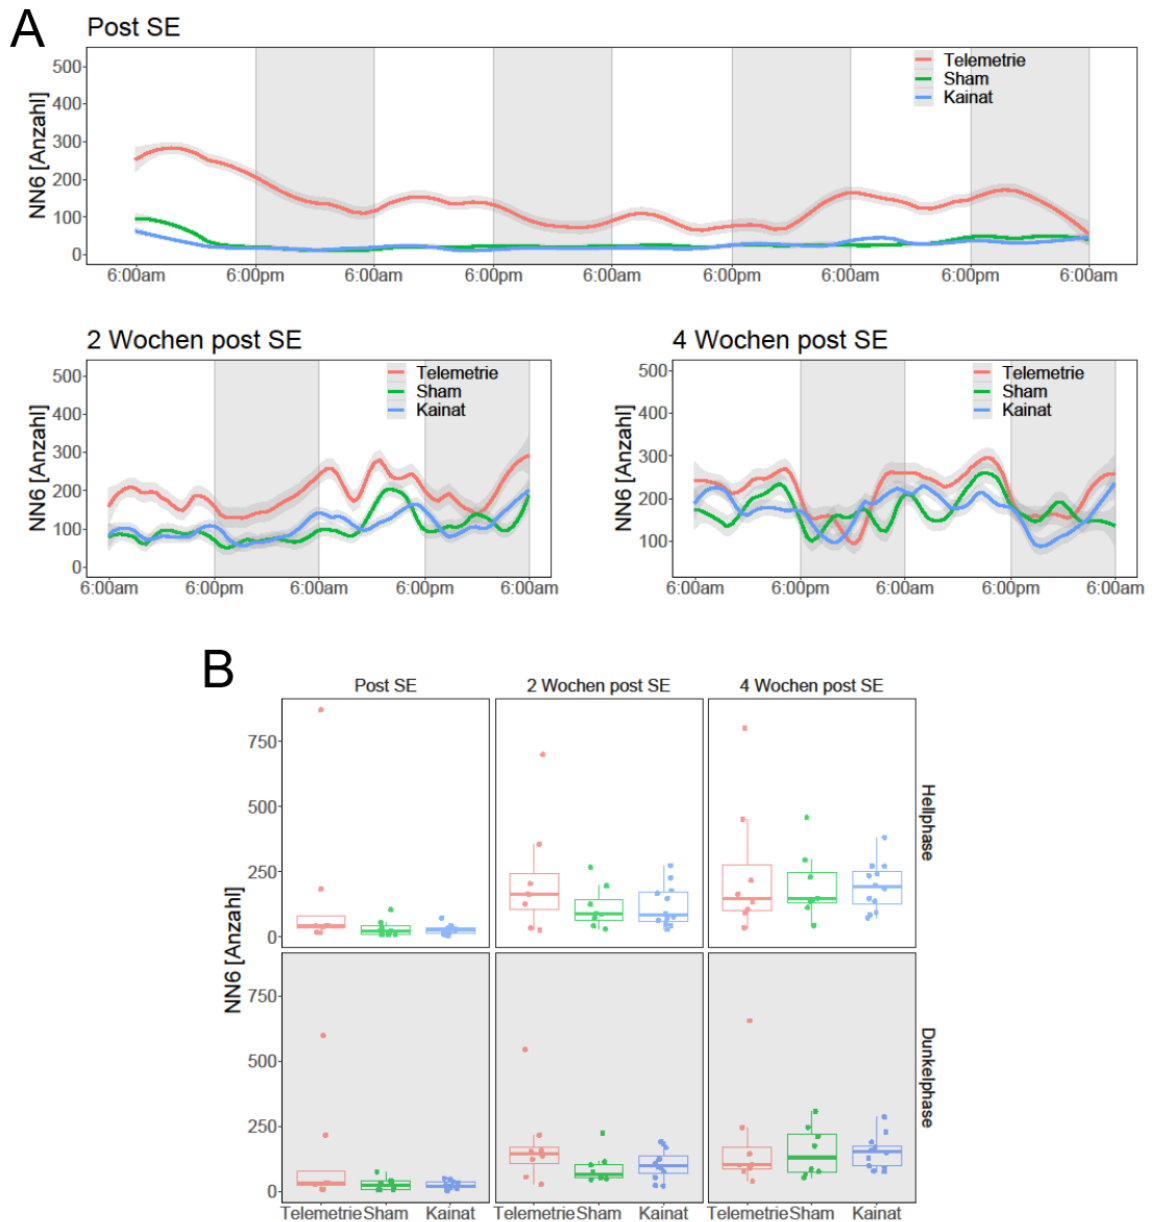 A
Post SE
NN6 [Anzahl]
500
400
300
200
100
0
Telemetrie
Sham
Kainat
6:00am 6:00pm 6:00am 6:00pm 6:00am 6:00pm 6:00am 6:00pm 6:00am
2 Wochen post SE
NN6 [Anzahl]
500
400
300
200
100
0
Telemetrie
Sham
Kainat
6:00am 6:00pm 6:00am 6:00pm 6:00am
4 Wochen post SE
NN6 [Anzahl]
500
400
300
200
100
Telemetrie
Sham
Kainat
6:00am 6:00pm 6:00am 6:00pm 6:00am
B
Post SE 2 Wochen post SE 4 Wochen post SE
NN6 [Anzahl]
750
500
250
0
Hellphase
750
500
250
0
Dunkelphase
Telemetrie Sham Kainat Telemetrie Sham Kainat Telemetrie Sham Kainat